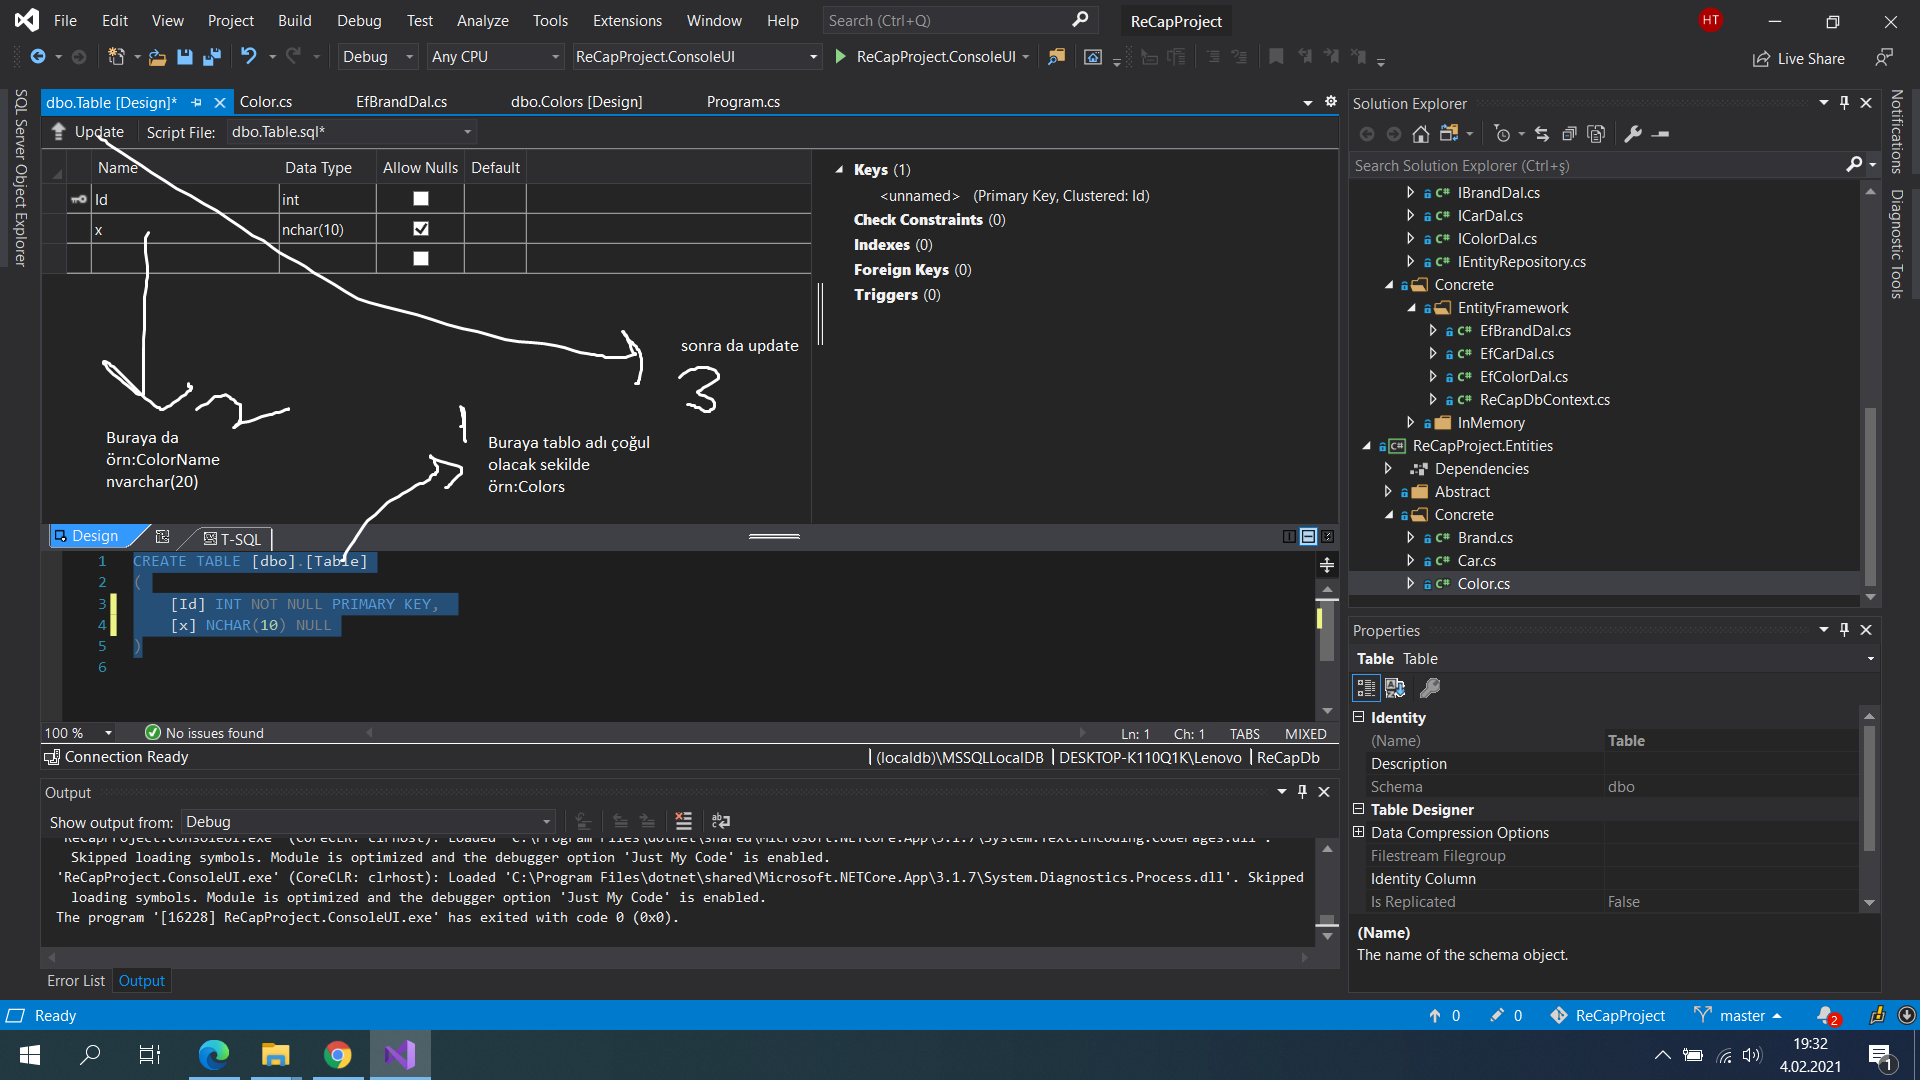 File Edit View Project Build Debug Test Analyze Tools Extensions Window Help Search (Ctrl+Q) ReCapProject HT
Debug Any CPU ReCapProject.ConsoleUI ReCapProject.ConsoleUI Live Share
SQL Server Object Explorer
dbo.Table [Design]* Color.cs EfBrandDal.cs dbo.Colors [Design] Program.cs
Update Script File: dbo.Table.sql*
Name Data Type Allow Nulls Default
Id int
x nchar(10)
Keys (1)
<unnamed> (Primary Key, Clustered: Id)
Check Constraints (0)
Indexes (0)
Foreign Keys (0)
Triggers (0)
sonra da update
3
2
Buraya da
örn:ColorName
nvarchar(20)
1
Buraya tablo adı çoğul
olacak sekilde
örn:Colors
Design T-SQL
1 CREATE TABLE [dbo].[Table]
2 (
3 [Id] INT NOT NULL PRIMARY KEY,
4 [x] NCHAR(10) NULL
5 )
6
100 % No issues found Ln: 1 Ch: 1 TABS MIXED
Connection Ready (localdb)\MSSQLLocalDB DESKTOP-K110Q1K\Lenovo ReCapDb
Output
Show output from: Debug
'ReCapProject.ConsoleUI.exe' (CoreCLR: clrhost): Loaded 'C:\Program Files\dotnet\shared\Microsoft.NETCore.App\3.1.7\System.Text.Encoding.CodePages.dll'.
Skipped loading symbols. Module is optimized and the debugger option 'Just My Code' is enabled.
'ReCapProject.ConsoleUI.exe' (CoreCLR: clrhost): Loaded 'C:\Program Files\dotnet\shared\Microsoft.NETCore.App\3.1.7\System.Diagnostics.Process.dll'. Skipped
loading symbols. Module is optimized and the debugger option 'Just My Code' is enabled.
The program '[16228] ReCapProject.ConsoleUI.exe' has exited with code 0 (0x0).
Error List Output
Solution Explorer
Search Solution Explorer (Ctrl+ş)
C# IBrandDal.cs
C# ICarDal.cs
C# IColorDal.cs
C# IEntityRepository.cs
Concrete
EntityFramework
C# EfBrandDal.cs
C# EfCarDal.cs
C# EfColorDal.cs
C# ReCapDbContext.cs
InMemory
C# ReCapProject.Entities
Dependencies
Abstract
Concrete
C# Brand.cs
C# Car.cs
C# Color.cs
Properties
Table Table
Identity
(Name) Table
Description
Schema dbo
Table Designer
Data Compression Options
Filestream Filegroup
Identity Column
Is Replicated False
(Name)
The name of the schema object.
Notifications
Diagnostic Tools
Ready 0 0 ReCapProject master 2
19:32
4.02.2021
1